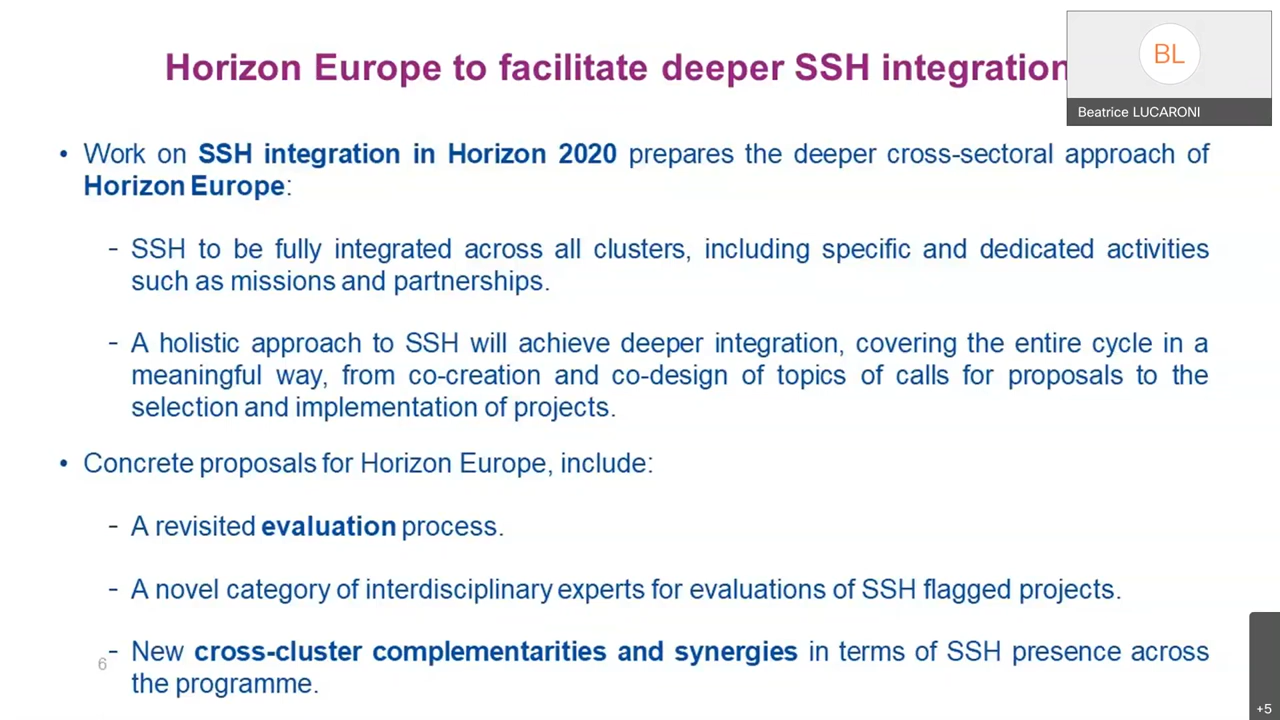 Horizon Europe to facilitate deeper SSH integration
BL
Beatrice LUCARONI
• Work on SSH integration in Horizon 2020 prepares the deeper cross-sectoral approach of
Horizon Europe:
- SSH to be fully integrated across all clusters, including specific and dedicated activities
such as missions and partnerships.
- A holistic approach to SSH will achieve deeper integration, covering the entire cycle in a
meaningful way, from co-creation and co-design of topics of calls for proposals to the
selection and implementation of projects.
• Concrete proposals for Horizon Europe, include:
- A revisited evaluation process.
- A novel category of interdisciplinary experts for evaluations of SSH flagged projects.
- New cross-cluster complementarities and synergies in terms of SSH presence across
the programme.
6
+5